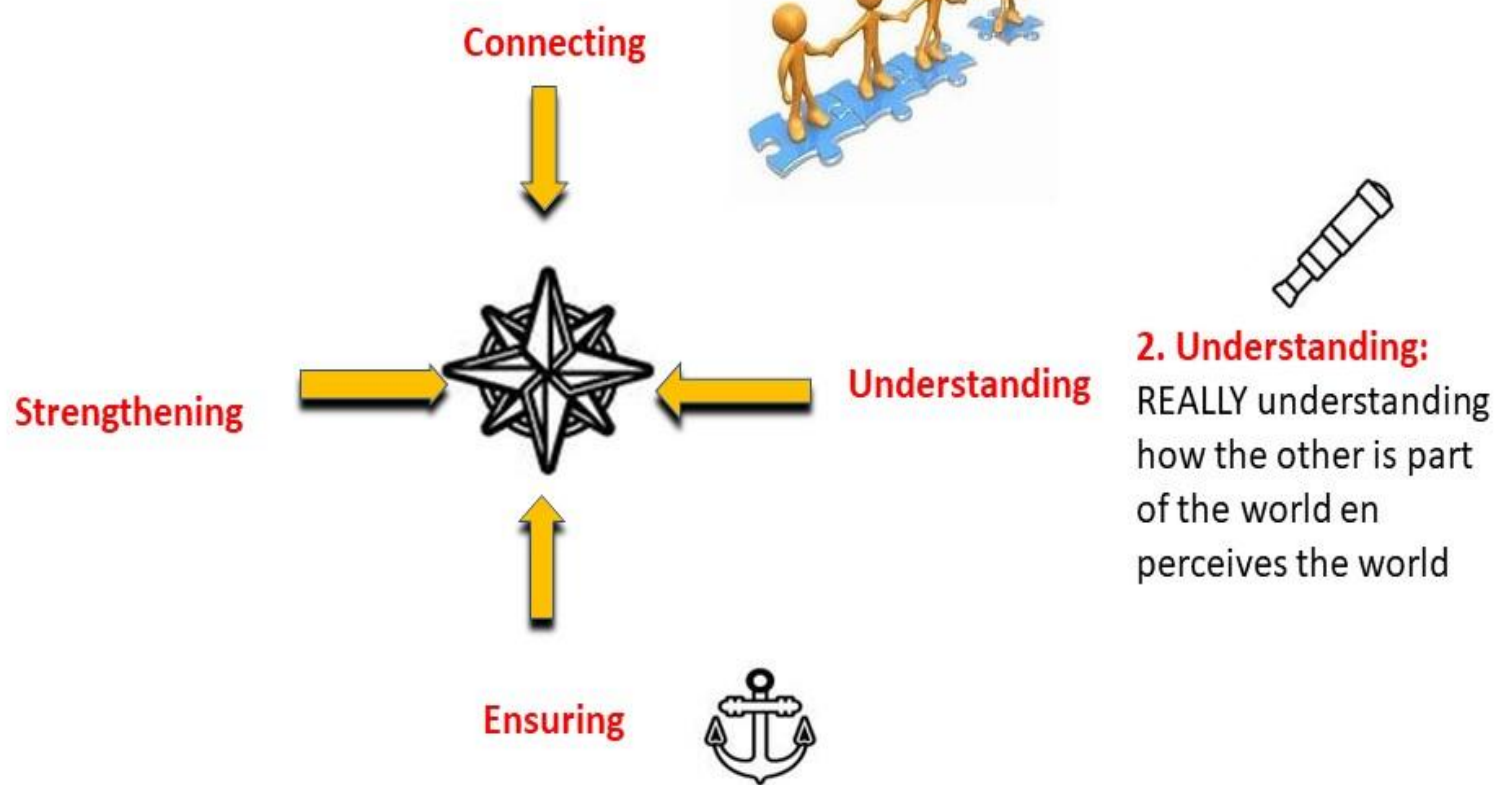 Connecting
Strengthening
Understanding
2. Understanding:
REALLY understanding
how the other is part
of the world en
perceives the world
Ensuring